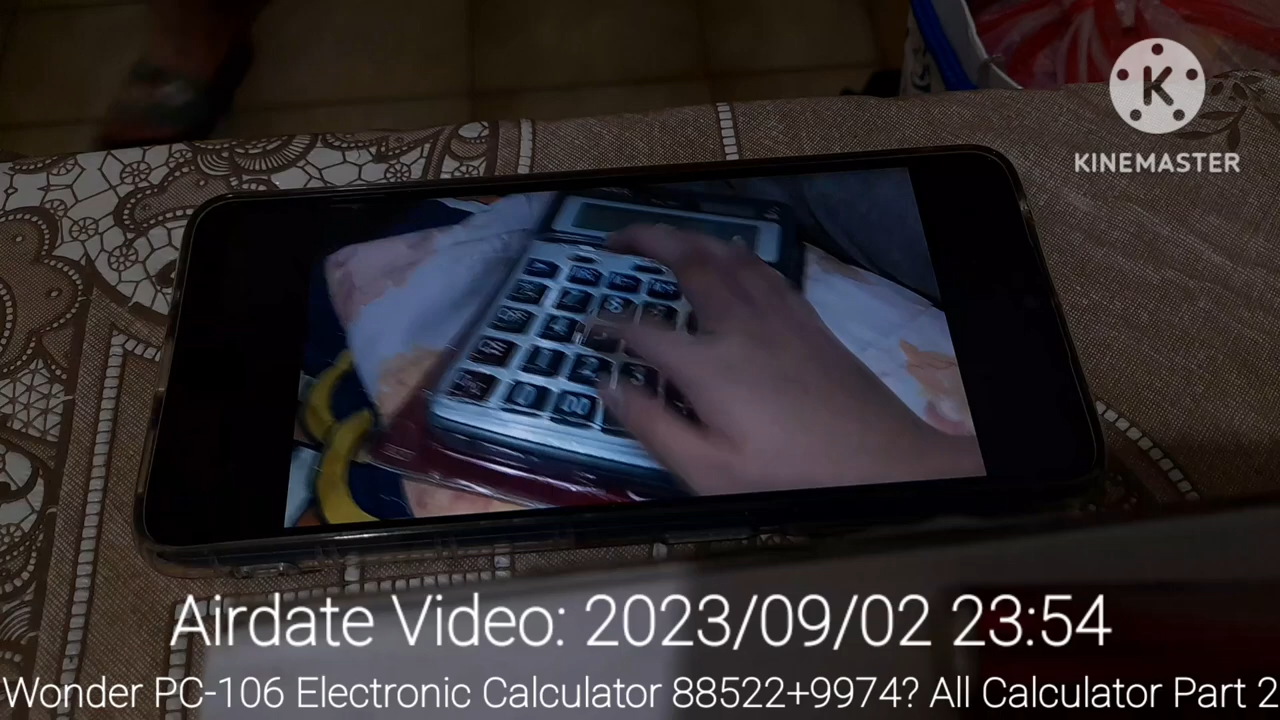 KINEMASTER
Airdate Video: 2023/09/02 23:54
Wonder PC-106 Electronic Calculator 88522+9974? All Calculator Part 2